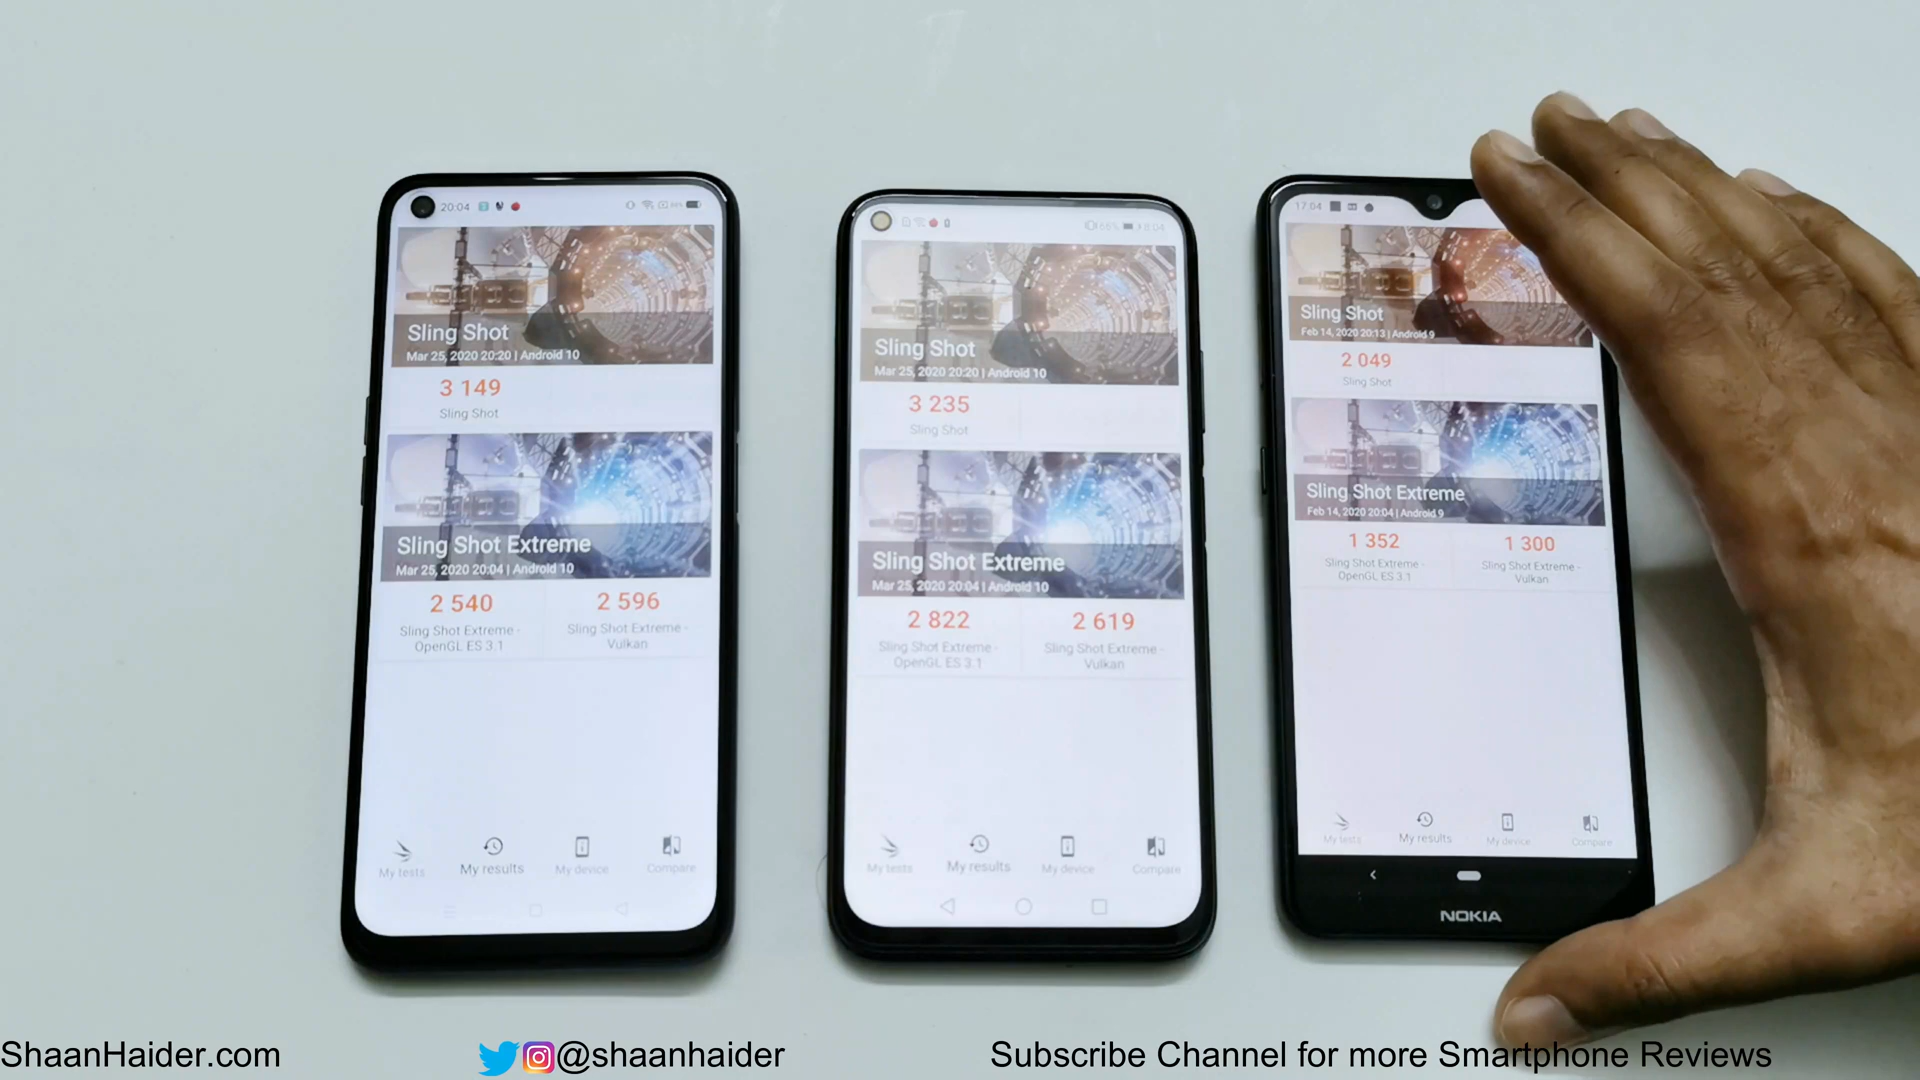 20:04
Sling Shot
Mar 25, 2020 20:20 | Android 10
3 149
Sling Shot
Sling Shot Extreme
Mar 25, 2020 20:04 | Android 10
2 540
2 596
Sling Shot Extreme -
OpenGL ES 3.1
Sling Shot Extreme -
Vulkan
My tests
My results
My device
Compare
66%
8:04
Sling Shot
Mar 25, 2020 20:20 | Android 10
3 235
Sling Shot
Sling Shot Extreme
Mar 25, 2020 20:04 | Android 10
2 822
2 619
Sling Shot Extreme -
OpenGL ES 3.1
Sling Shot Extreme -
Vulkan
My tests
My results
My device
Compare
17:04
Sling Shot
Feb 14, 2020 20:13 | Android 9
2 049
Sling Shot
Sling Shot Extreme
Feb 14, 2020 20:04 | Android 9
1 352
1 300
Sling Shot Extreme -
OpenGL ES 3.1
Sling Shot Extreme -
Vulkan
My tests
My results
My device
Compare
NOKIA
ShaanHaider.com
@shaanhaider
Subscribe Channel for more Smartphone Reviews